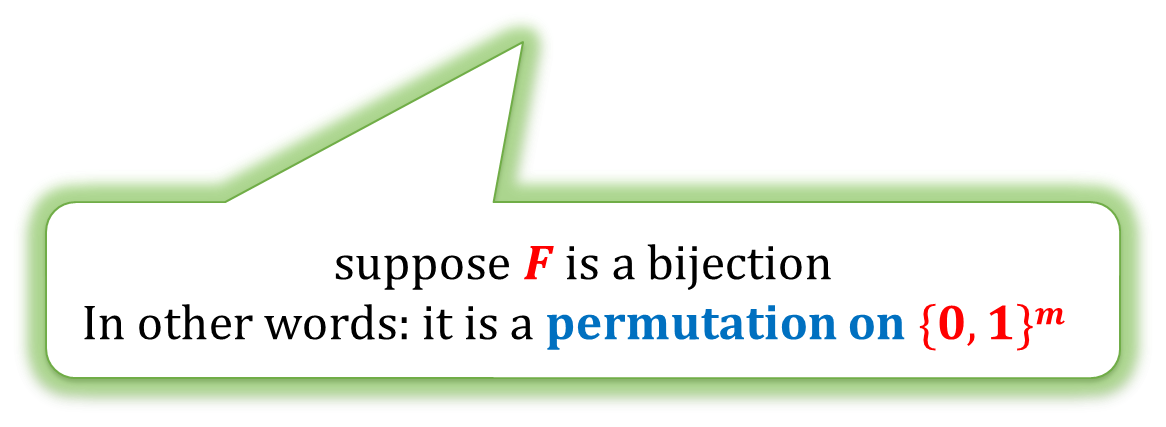 suppose F is a bijection
In other words: it is a permutation on {0, 1}ᵐ